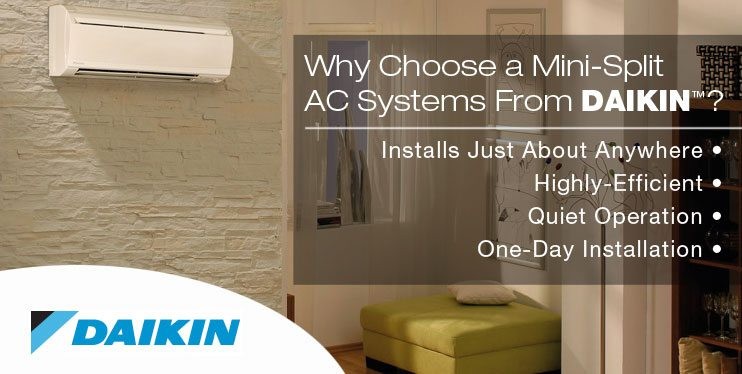 Why Choose a Mini-Split
AC Systems From DAIKIN™?
Installs Just About Anywhere •
Highly-Efficient •
Quiet Operation •
One-Day Installation •
DAIKIN